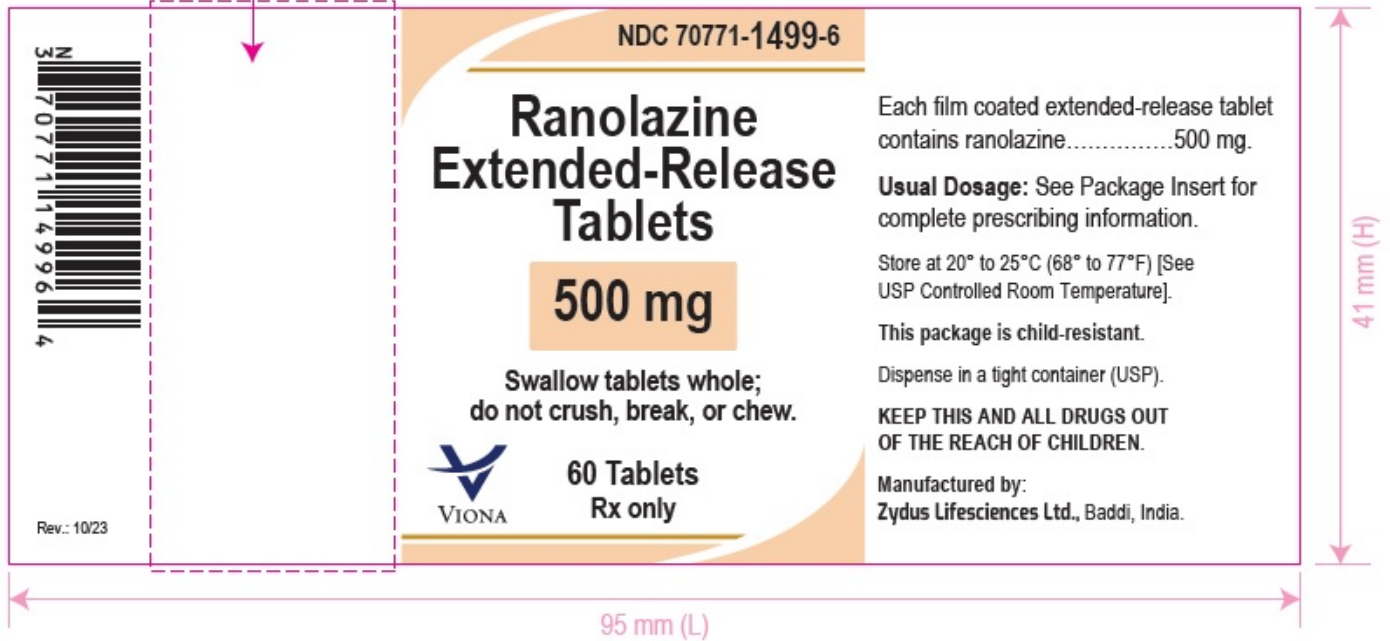 N
3
70771 14996
4
Rev.: 10/23
NDC 70771-1499-6
Ranolazine
Extended-Release
Tablets
500 mg
Swallow tablets whole;
do not crush, break, or chew.
VIONA
60 Tablets
Rx only
Each film coated extended-release tablet
contains ranolazine...............500 mg.
Usual Dosage: See Package Insert for
complete prescribing information.
Store at 20° to 25°C (68° to 77°F) [See
USP Controlled Room Temperature].
This package is child-resistant.
Dispense in a tight container (USP).
KEEP THIS AND ALL DRUGS OUT
OF THE REACH OF CHILDREN.
Manufactured by:
Zydus Lifesciences Ltd., Baddi, India.
41 mm (H)
95 mm (L)